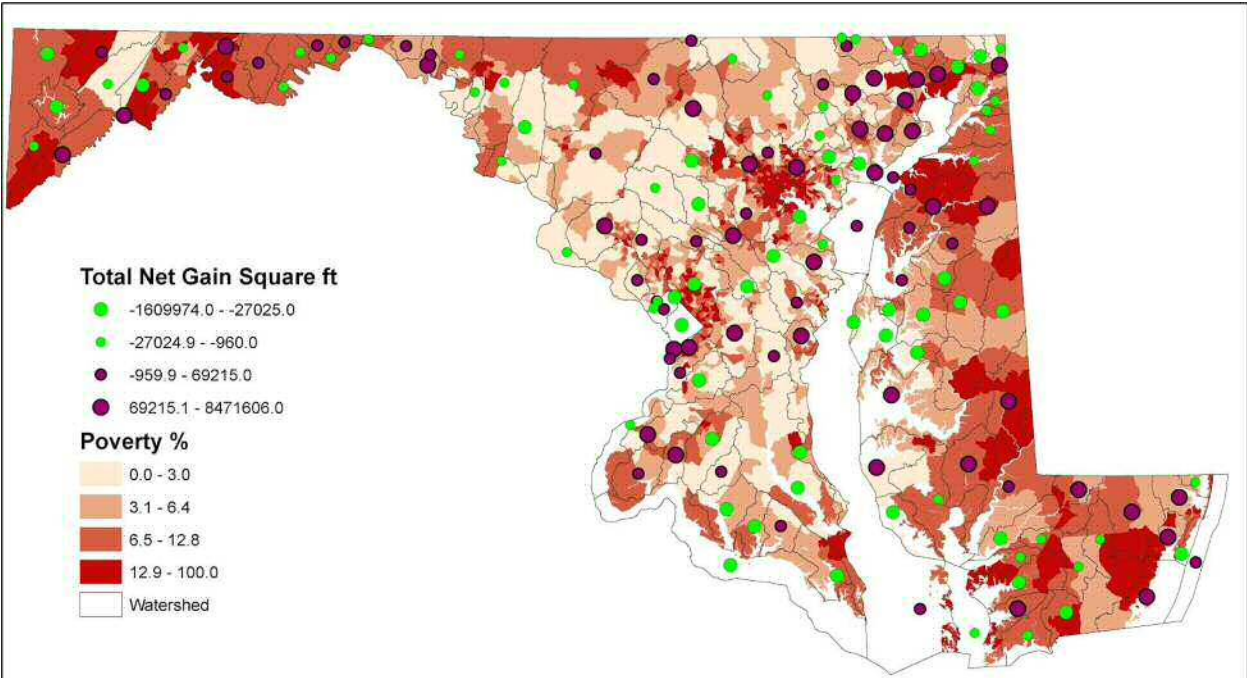 Total Net Gain Square ft
-1609974.0 - -27025.0
-27024.9 - -960.0
-959.9 - 69215.0
69215.1 - 8471606.0
Poverty %
0.0 - 3.0
3.1 - 6.4
6.5 - 12.8
12.9 - 100.0
Watershed